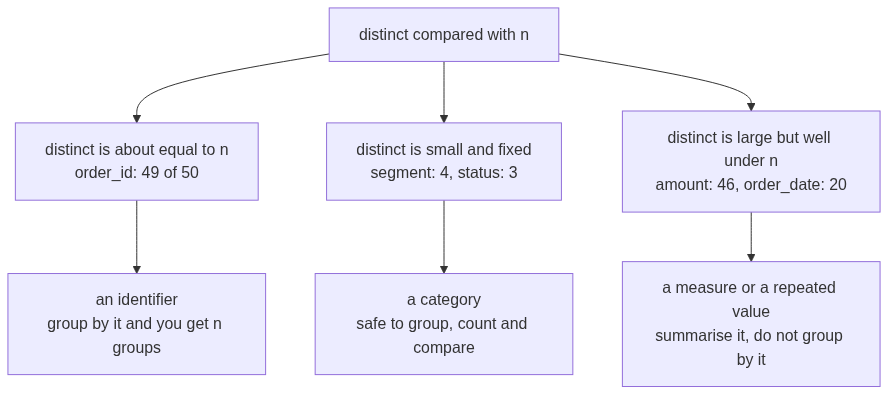 distinct compared with n
distinct is about equal to n
order_id: 49 of 50
distinct is small and fixed
segment: 4, status: 3
distinct is large but well
under n
amount: 46, order_date: 20
an identifier
group by it and you get n
groups
a category
safe to group, count and
compare
a measure or a repeated
value
summarise it, do not group
by it